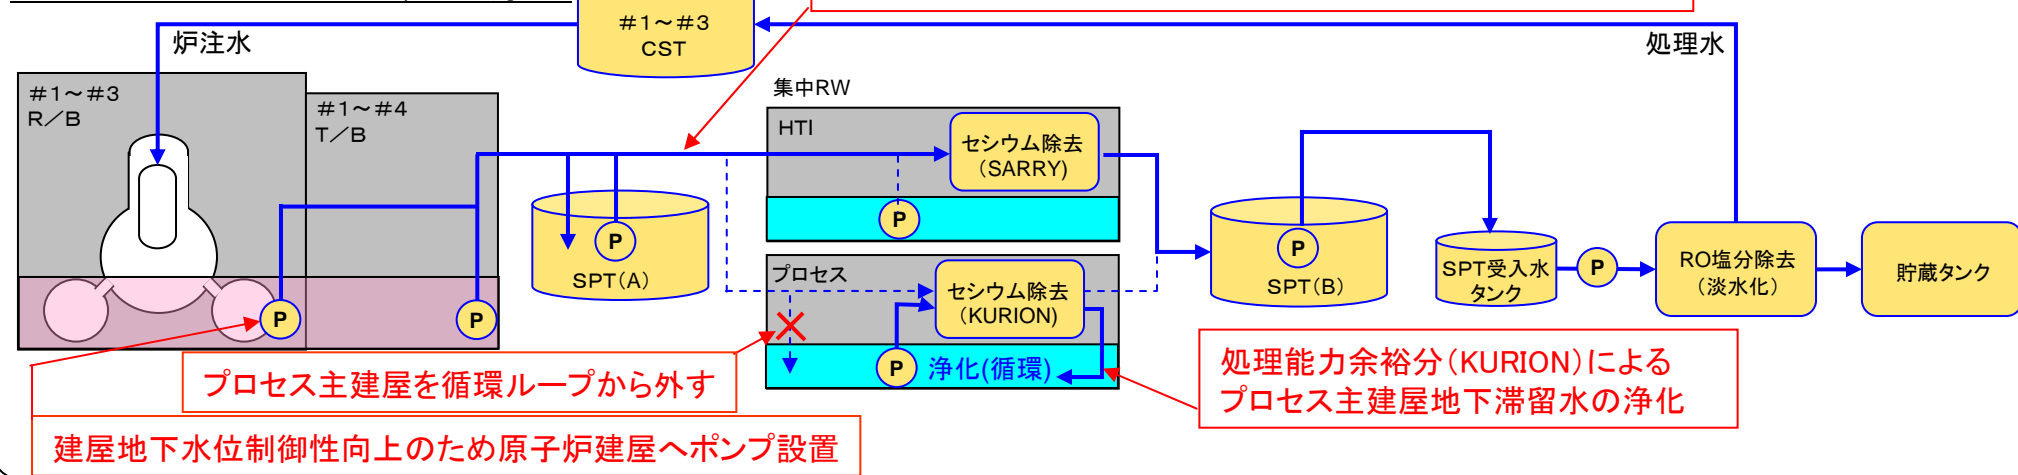 #1～#3
CST
炉注水
処理水
#1～#3
R／B
#1～#4
T／B
集中RW
HTI
セシウム除去
（SARRY）
P
P
SPT(A)
P
SPT(B)
SPT受入水
タンク
P
RO塩分除去
（淡水化）
貯蔵タンク
プロセス
セシウム除去
（KURION）
P
P
P
浄化(循環)
プロセス主建屋を循環ループから外す
処理能力余裕分（KURION）による
プロセス主建屋地下滞留水の浄化
建屋地下水位制御性向上のため原子炉建屋へポンプ設置